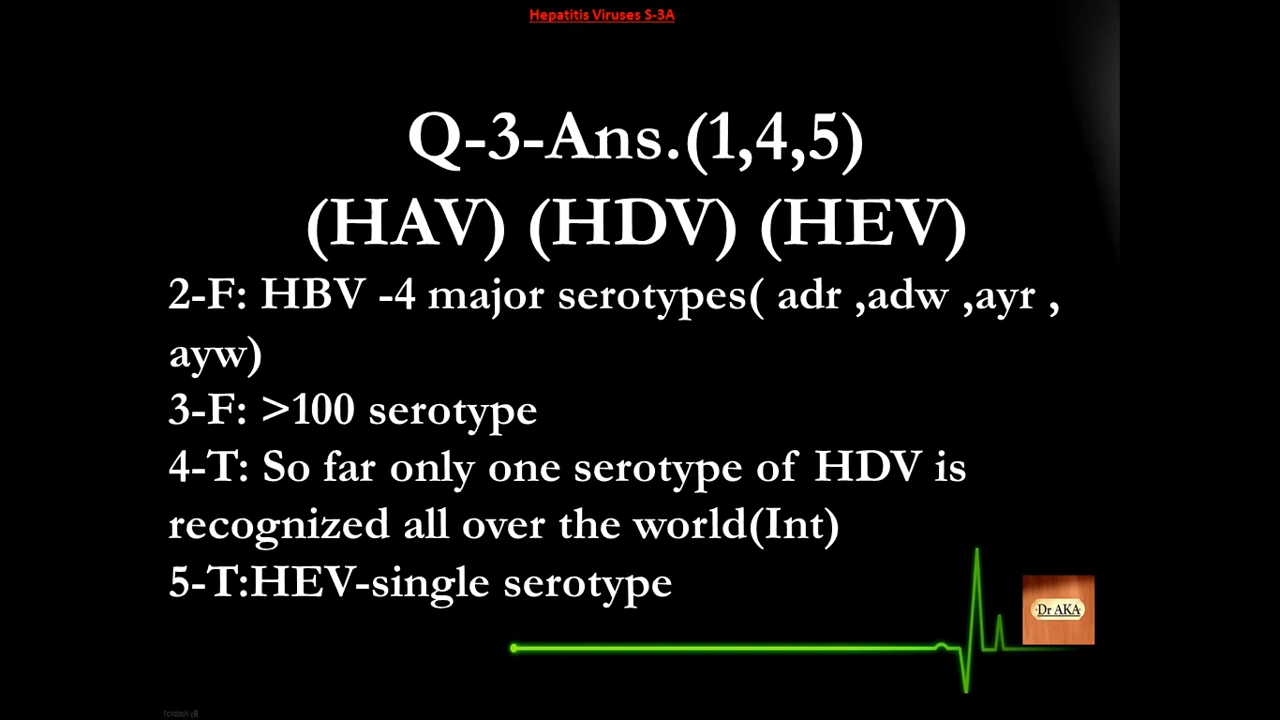 Hepatitis Viruses S-3A
Q-3-Ans.(1,4,5)
(HAV) (HDV) (HEV)
2-F: HBV -4 major serotypes( adr ,adw ,ayr ,
ayw)
3-F: >100 serotype
4-T: So far only one serotype of HDV is
recognized all over the world(Int)
5-T:HEV-single serotype
Dr AKA